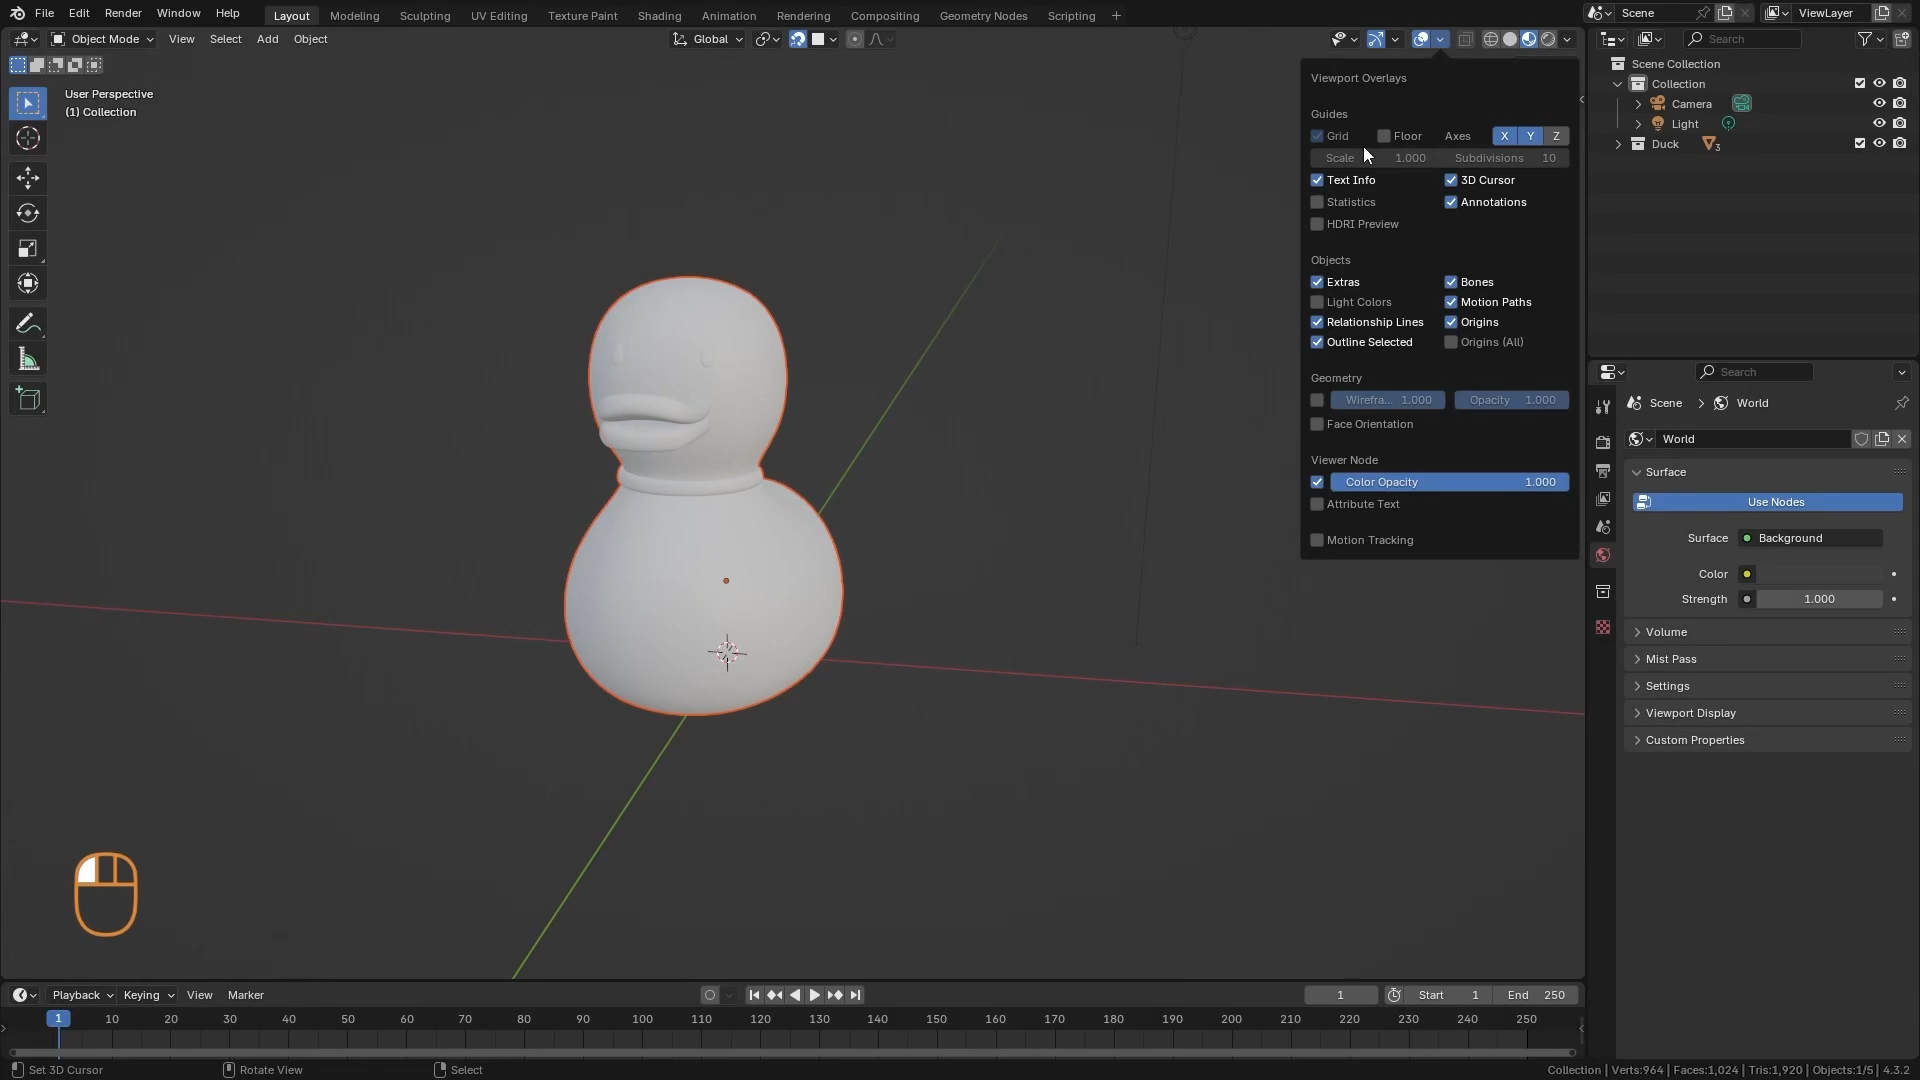 File Edit Render Window Help Layout Modeling Sculpting UV Editing Texture Paint Shading Animation Rendering Compositing Geometry Nodes Scripting Scene ViewLayer
Object Mode View Select Add Object Global Search
User Perspective
(1) Collection
Viewport Overlays
Guides
Grid Floor Axes X Y Z
Scale 1.000 Subdivisions 10
Text Info 3D Cursor
Statistics Annotations
HDRI Preview
Objects
Extras Bones
Light Colors Motion Paths
Relationship Lines Origins
Outline Selected Origins (All)
Geometry
Wirefra... 1.000 Opacity 1.000
Face Orientation
Viewer Node
Color Opacity 1.000
Attribute Text
Motion Tracking
Scene Collection
Collection
Camera
Light
Duck 3
Search
Scene World
World
Surface
Use Nodes
Surface Background
Color
Strength 1.000
Volume
Mist Pass
Settings
Viewport Display
Custom Properties
Playback Keying View Marker 1 Start 1 End 250
1 10 20 30 40 50 60 70 80 90 100 110 120 130 140 150 160 170 180 190 200 210 220 230 240 250
Set 3D Cursor Rotate View Select Collection | Verts:964 | Faces:1,024 | Tris:1,920 | Objects:1/5 | 4.3.2